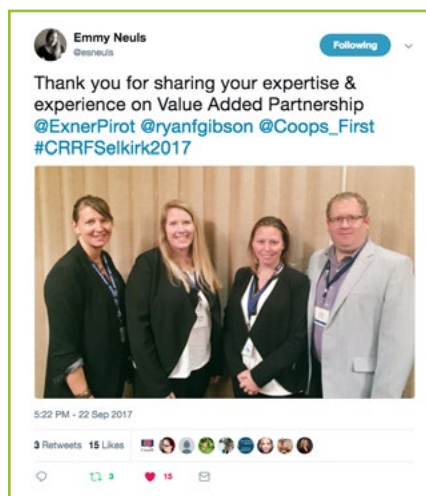 Emmy Neuls
@esneuls
Following
Thank you for sharing your expertise &
experience on Value Added Partnership
@ExnerPirot @ryanfgibson @Coops_First
#CRRFSelkirk2017
5:22 PM - 22 Sep 2017
3 Retweets 15 Likes
3 15